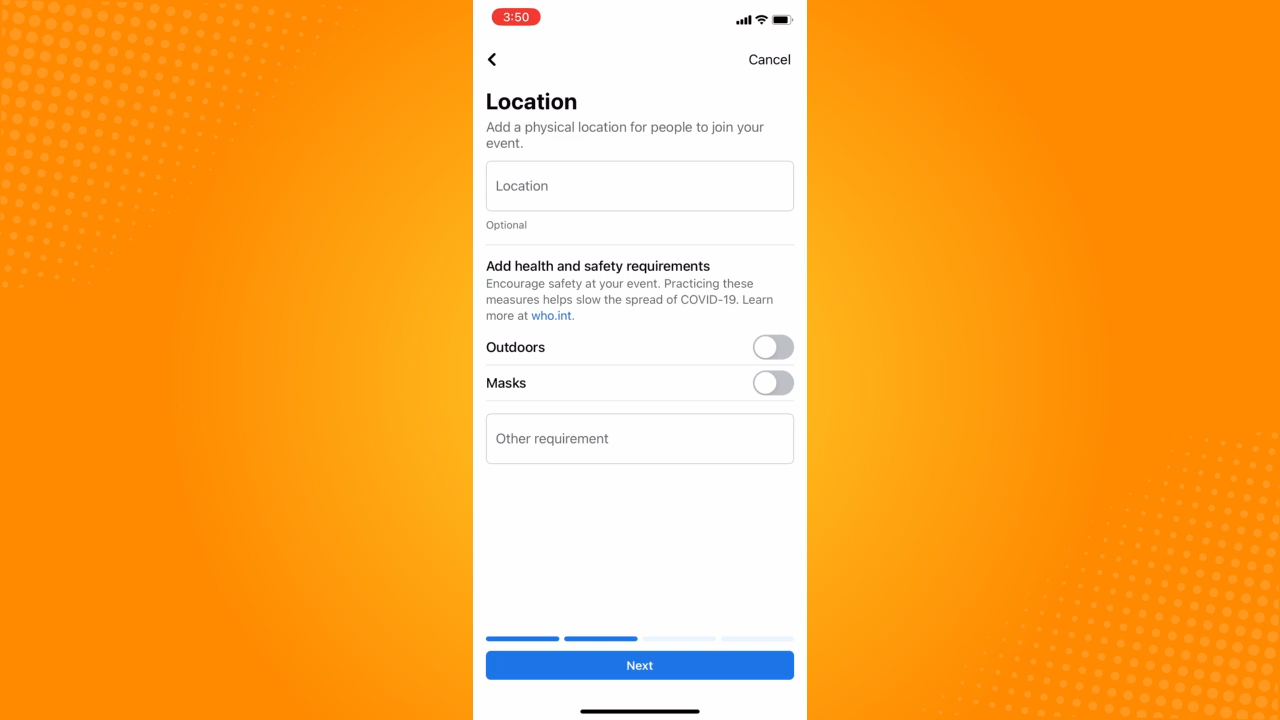 3:50
Cancel
Location
Add a physical location for people to join your
event.
Location
Optional
Add health and safety requirements
Encourage safety at your event. Practicing these
measures helps slow the spread of COVID-19. Learn
more at who.int.
Outdoors
Masks
Other requirement
Next